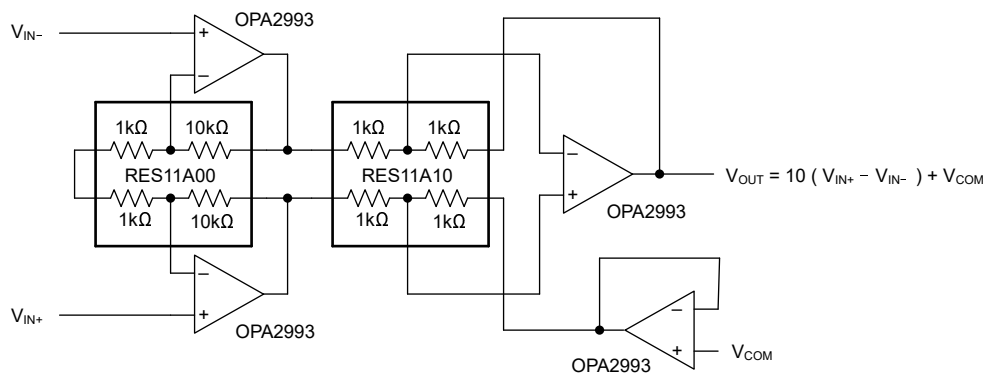 OPA2993
V_IN−
+
−
1kΩ
10kΩ
RES11A00
1kΩ
10kΩ
1kΩ
1kΩ
RES11A10
1kΩ
1kΩ
−
+
OPA2993
V_OUT = 10 ( V_IN+ − V_IN− ) + V_COM
−
+
V_IN+
OPA2993
−
+
OPA2993
V_COM